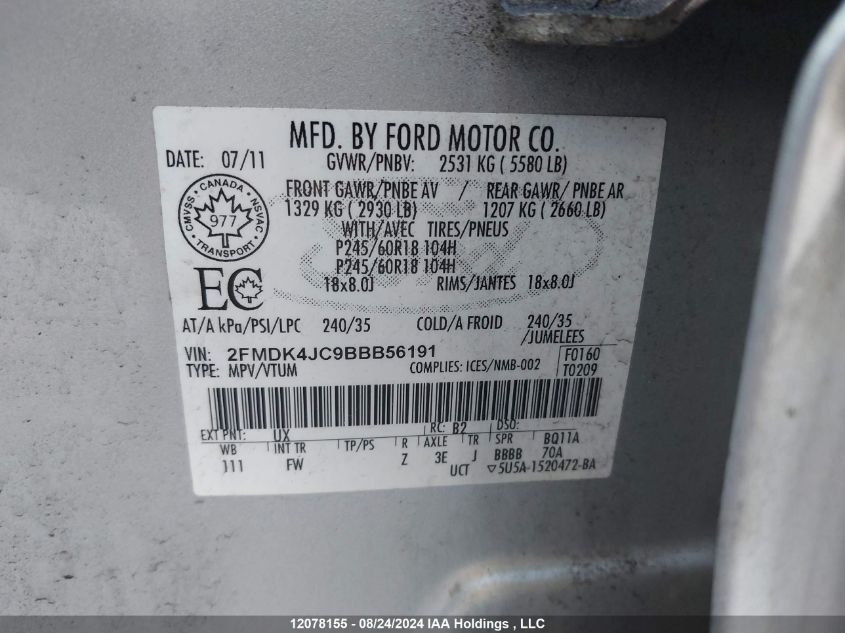 MFD. BY FORD MOTOR CO.
DATE: 07/11 GVWR/PNBV: 2531 KG ( 5580 LB)
FRONT GAWR/PNBE AV / REAR GAWR/ PNBE AR
1329 KG ( 2930 LB) 1207 KG ( 2660 LB)
WITH/AVEC TIRES/PNEUS
P245/60R18 104H
P245/60R18 104H
18x8.0J RIMS/JANTES 18x8.0J
CMVSS • CANADA • NSVAC
977
TRANSPORT
EC
AT/A kPa/PSI/LPC 240/35 COLD/A FROID 240/35
/JUMELEES
VIN: 2FMDK4JC9BBB56191 F0160
TYPE: MPV/VTUM COMPLIES: ICES/NMB-002 T0209
EXT PNT: UX RC: B2 DSO:
WB INT TR TP/PS R AXLE TR SPR BQ11A
111 FW Z 3E J BBBB 70A
UCT ▽5U5A-1520472-BA
12078155 - 08/24/2024 IAA Holdings , LLC